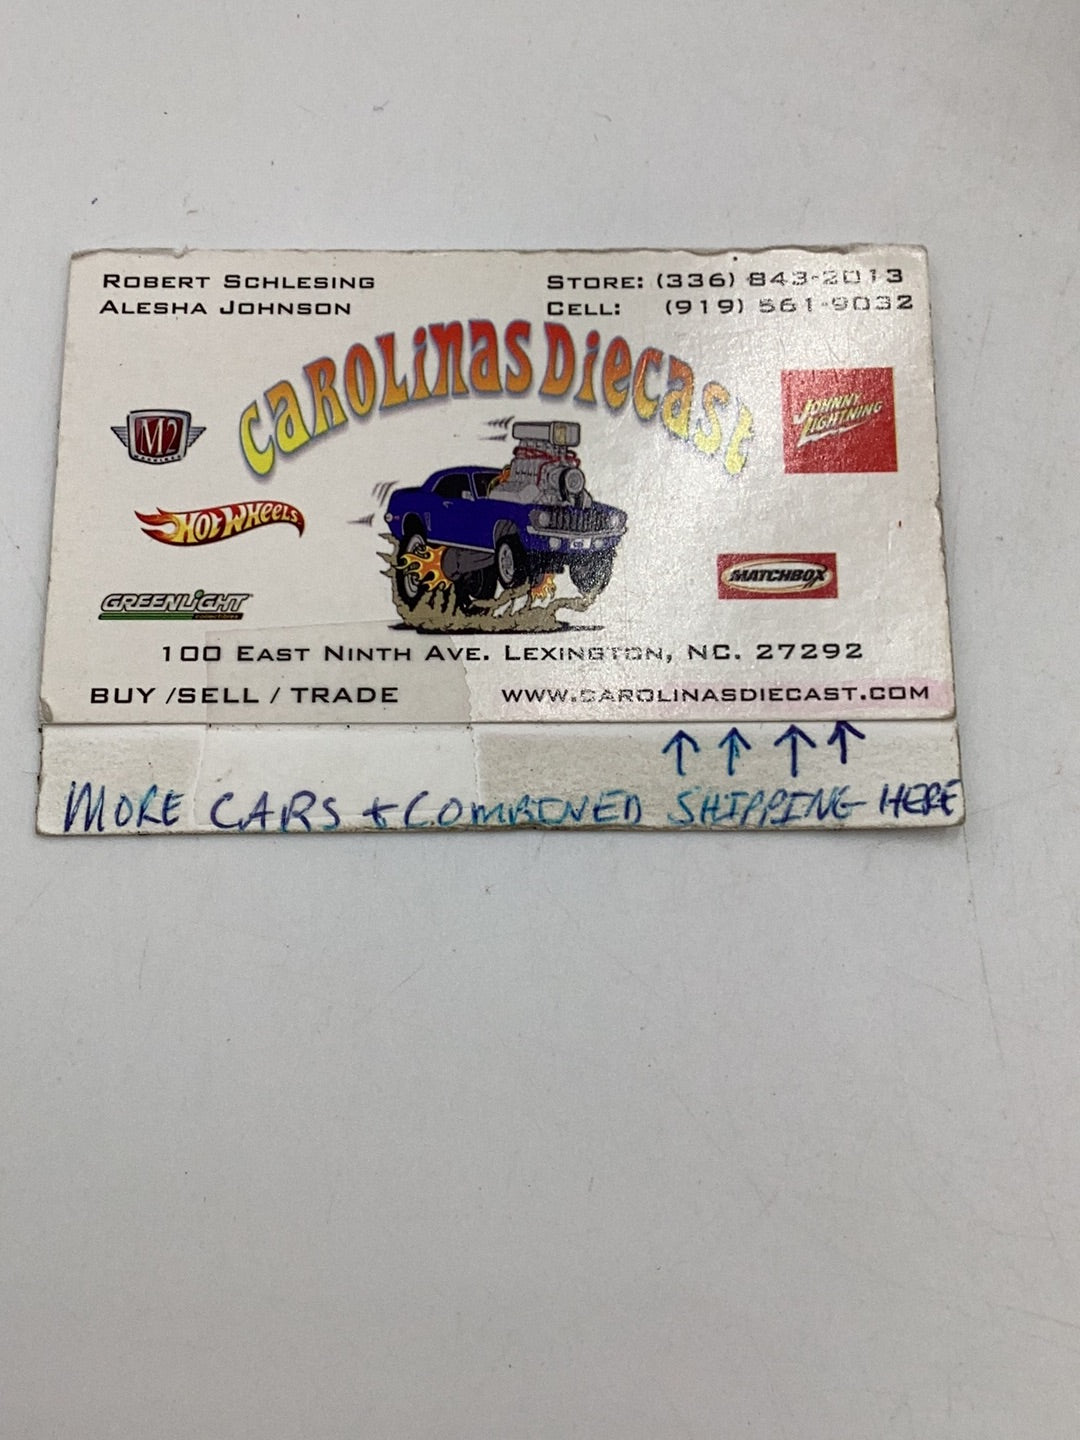 ROBERT SCHLESING
ALESHA JOHNSON
STORE: (336) 843-2013
CELL: (919) 561-9032
CAROLINAS DIECAST
M2
MACHINES
JOHNNY LIGHTNING
HOT WHEELS
MATCHBOX
GREENLIGHT
100 EAST NINTH AVE. LEXINGTON, NC. 27292
BUY /SELL / TRADE
WWW.CAROLINASDIECAST.COM
↑ ↑ ↑ ↑
MORE CARS + COMBINED SHIPPING HERE